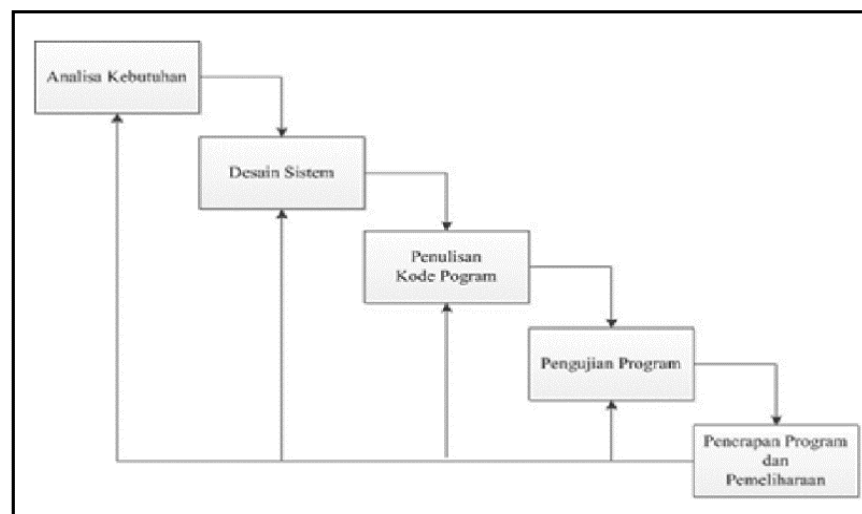 Analisa Kebutuhan
Desain Sistem
Penulisan
Kode Pogram
Pengujian Program
Penerapan Program
dan
Pemeliharaan